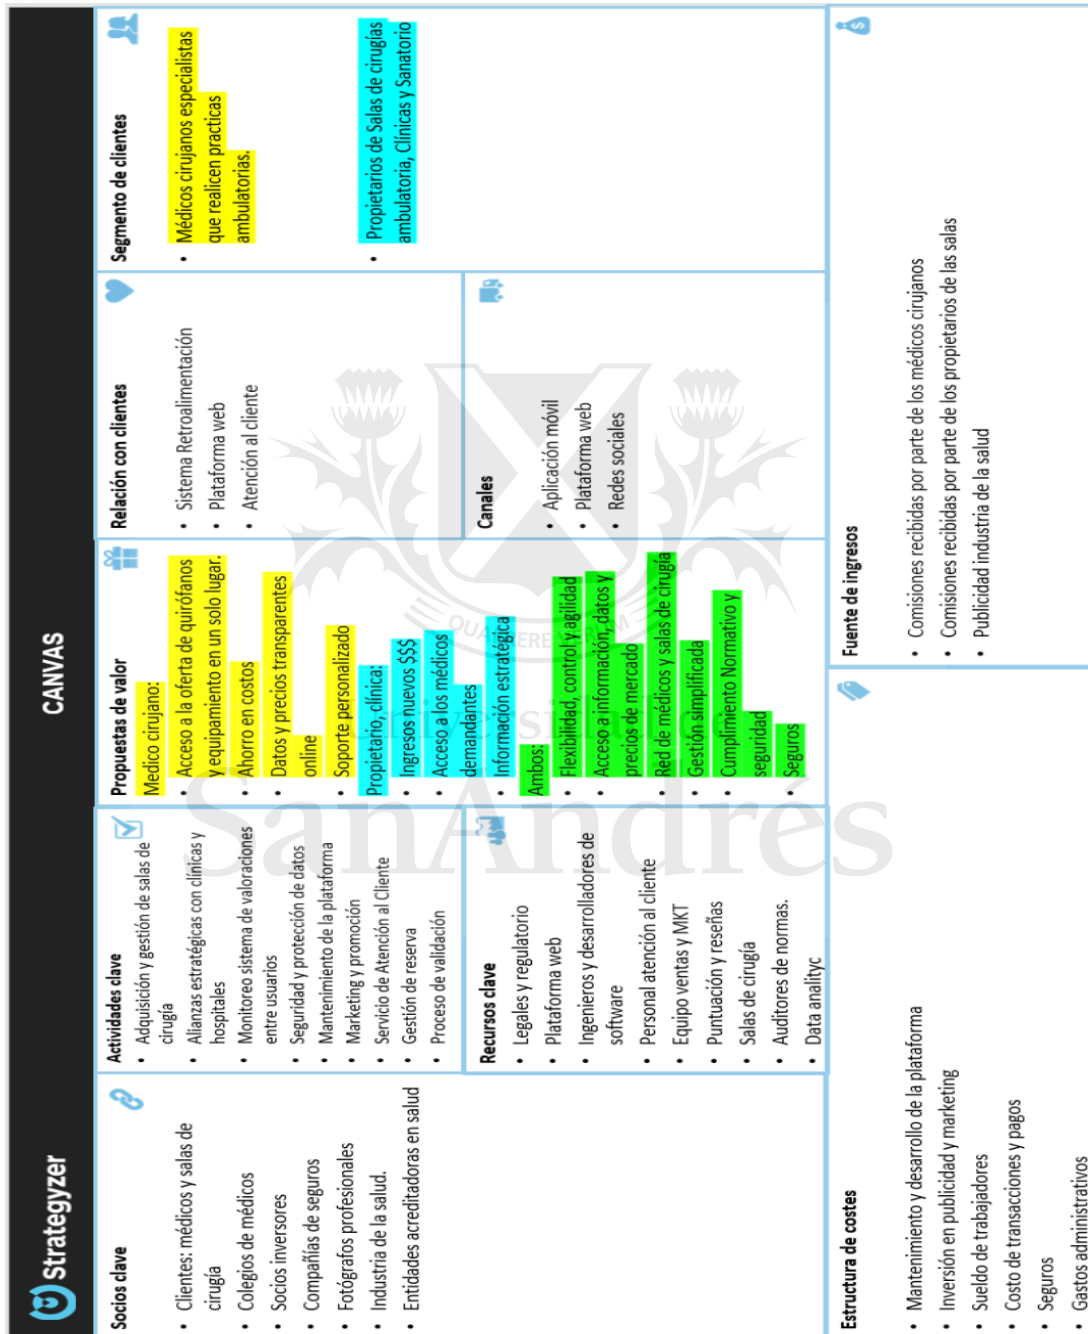 Strategyzer
CANVAS
Socios clave
• Clientes: médicos y salas de
cirugía
• Colegios de médicos
• Socios inversores
• Compañías de seguros
• Fotógrafos profesionales
• Industria de la salud.
• Entidades acreditadoras en salud
Actividades clave
• Adquisición y gestión de salas de
cirugía
• Alianzas estratégicas con clínicas y
hospitales
• Monitoreo sistema de valoraciones
entre usuarios
• Seguridad y protección de datos
• Mantenimiento de la plataforma
• Marketing y promoción
• Servicio de Atención al Cliente
• Gestión de reserva
• Proceso de validación
Recursos clave
• Legales y regulatorio
• Plataforma web
• Ingenieros y desarrolladores de
software
• Personal atención al cliente
• Equipo ventas y MKT
• Puntuación y reseñas
• Salas de cirugía
• Auditores de normas.
• Data analityc
Propuestas de valor
Medico cirujano:
• Acceso a la oferta de quirófanos
y equipamiento en un solo lugar.
• Ahorro en costos
• Datos y precios transparentes
online
• Soporte personalizado
Propietario, clínica:
• Ingresos nuevos $$$
• Acceso a los médicos
demandantes
• Información estratégica
Ambos:
• Flexibilidad, control y agilidad
• Acceso a información, datos y
precios de mercado
• Red de médicos y salas de cirugía
• Gestión simplificada
• Cumplimiento Normativo y
seguridad
• Seguros
Relación con clientes
• Sistema Retroalimentación
• Plataforma web
• Atención al cliente
Canales
• Aplicación móvil
• Plataforma web
• Redes sociales
Segmento de clientes
• Médicos cirujanos especialistas
que realicen practicas
ambulatorias.
• Propietarios de Salas de cirugías
ambulatoria, Clínicas y Sanatorio
Estructura de costes
• Mantenimiento y desarrollo de la plataforma
• Inversión en publicidad y marketing
• Sueldo de trabajadores
• Costo de transacciones y pagos
• Seguros
• Gastos administrativos
Fuente de ingresos
• Comisiones recibidas por parte de los médicos cirujanos
• Comisiones recibidas por parte de los propietarios de las salas
• Publicidad industria de la salud
Universidad de
SanAndrés